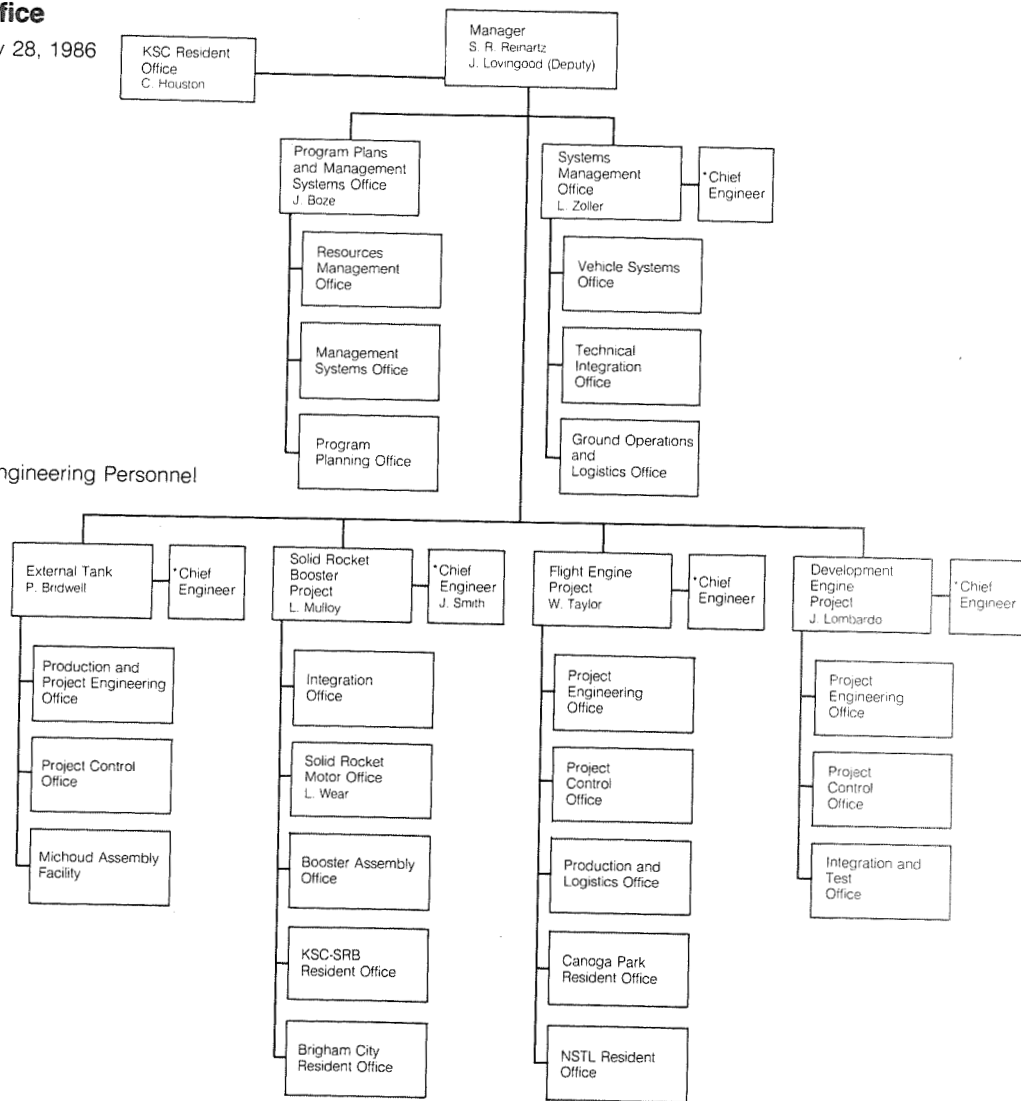 fice
y 28, 1986
KSC Resident
Office
C. Houston
Manager
S. R. Reinartz
J. Lovingood (Deputy)
Program Plans
and Management
Systems Office
J. Boze
Systems
Management
Office
L. Zoller
*Chief
Engineer
Resources
Management
Office
Management
Systems Office
Program
Planning Office
Vehicle Systems
Office
Technical
Integration
Office
Ground Operations
and
Logistics Office
ngineering Personnel
External Tank
P. Bridwell
*Chief
Engineer
Solid Rocket
Booster
Project
L. Mulloy
*Chief
Engineer
J. Smith
Flight Engine
Project
W. Taylor
*Chief
Engineer
Development
Engine
Project
J. Lombardo
*Chief
Engineer
Production and
Project Engineering
Office
Project Control
Office
Michoud Assembly
Facility
Integration
Office
Solid Rocket
Motor Office
L. Wear
Booster Assembly
Office
KSC-SRB
Resident Office
Brigham City
Resident Office
Project
Engineering
Office
Project
Control
Office
Production and
Logistics Office
Canoga Park
Resident Office
NSTL Resident
Office
Project
Engineering
Office
Project
Control
Office
Integration and
Test
Office